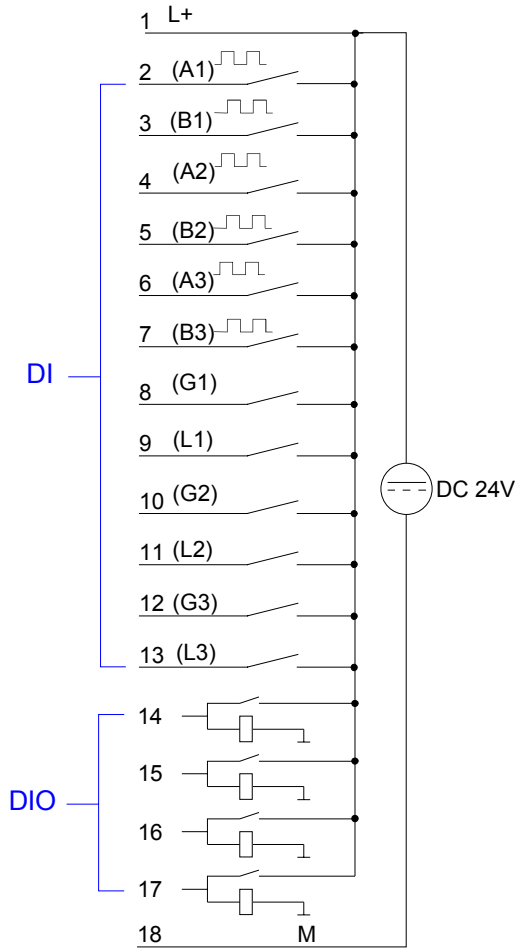 1 L+
2 (A1)
3 (B1)
4 (A2)
5 (B2)
6 (A3)
7 (B3)
DI
8 (G1)
9 (L1)
DC 24V
10 (G2)
11 (L2)
12 (G3)
13 (L3)
14
15
DIO
16
17
18 M